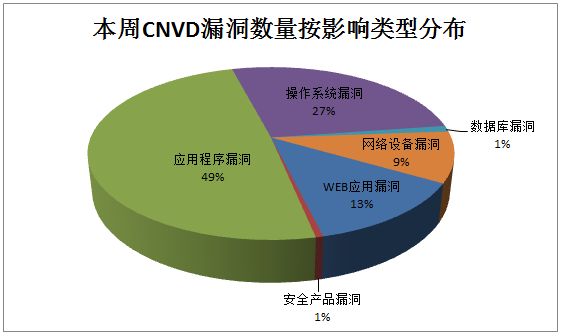 本周CNVD漏洞数量按影响类型分布
操作系统漏洞
27%
数据库漏洞
1%
网络设备漏洞
9%
应用程序漏洞
49%
WEB应用漏洞
13%
安全产品漏洞
1%